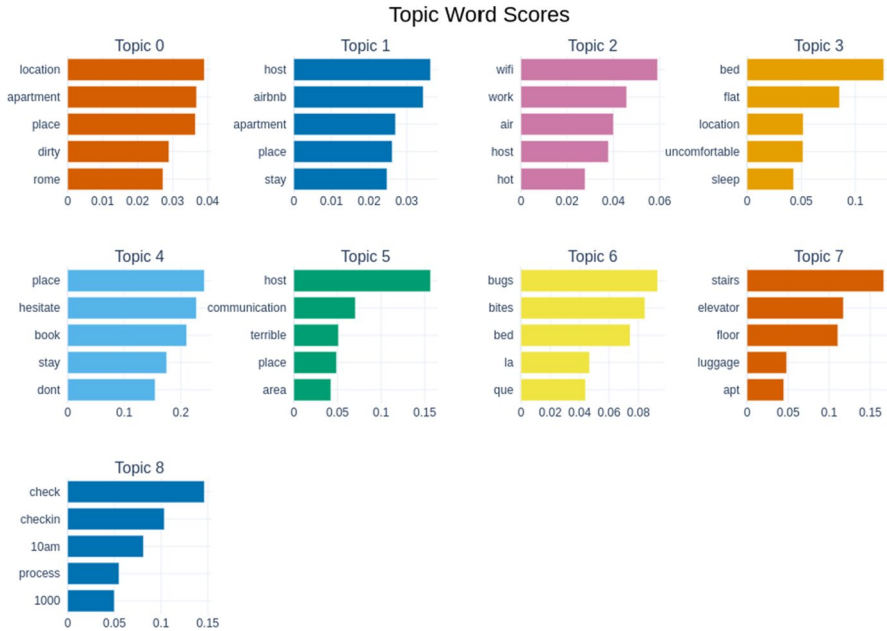 Topic Word Scores
Topic 0
location
apartment
place
dirty
rome
0 0.01 0.02 0.03 0.04
Topic 1
host
airbnb
apartment
place
stay
0 0.01 0.02 0.03
Topic 2
wifi
work
air
host
hot
0 0.02 0.04 0.06
Topic 3
bed
flat
location
uncomfortable
sleep
0 0.05 0.1
Topic 4
place
hesitate
book
stay
dont
0 0.1 0.2
Topic 5
host
communication
terrible
place
area
0 0.05 0.1 0.15
Topic 6
bugs
bites
bed
la
que
0 0.02 0.04 0.06 0.08
Topic 7
stairs
elevator
floor
luggage
apt
0 0.05 0.1 0.15
Topic 8
check
checkin
10am
process
1000
0 0.05 0.1 0.15